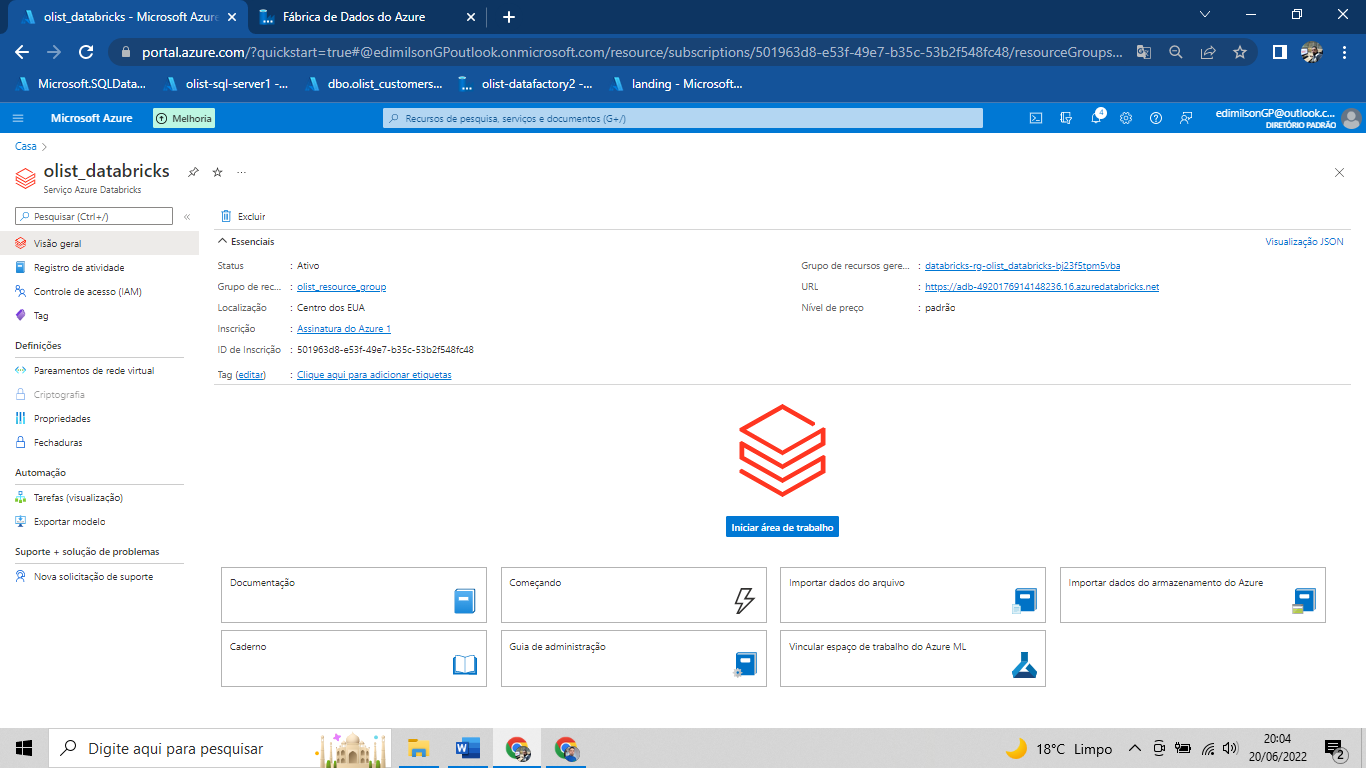 olist_databricks - Microsoft Azure
Fábrica de Dados do Azure
portal.azure.com/?quickstart=true#@edimilsonGPoutlook.onmicrosoft.com/resource/subscriptions/501963d8-e53f-49e7-b35c-53b2f548fc48/resourceGroups...
Microsoft.SQLData...
olist-sql-server1 -...
dbo.olist_customers...
olist-datafactory2 -...
landing - Microsoft...
Microsoft Azure
Melhoria
Recursos de pesquisa, serviços e documentos (G+/)
4
edimilsonGP@outlook.c...
DIRETÓRIO PADRÃO
Casa
olist_databricks
Serviço Azure Databricks
Pesquisar (Ctrl+/)
Visão geral
Registro de atividade
Controle de acesso (IAM)
Tag
Definições
Pareamentos de rede virtual
Criptografia
Propriedades
Fechaduras
Automação
Tarefas (visualização)
Exportar modelo
Suporte + solução de problemas
Nova solicitação de suporte
Excluir
Essenciais
Visualização JSON
Status : Ativo
Grupo de rec... : olist_resource_group
Localização : Centro dos EUA
Inscrição : Assinatura do Azure 1
ID de Inscrição : 501963d8-e53f-49e7-b35c-53b2f548fc48
Tag (editar) : Clique aqui para adicionar etiquetas
Grupo de recursos gere... : databricks-rg-olist_databricks-bj23f5tpm5vba
URL : https://adb-4920176914148236.16.azuredatabricks.net
Nível de preço : padrão
Iniciar área de trabalho
Documentação
Começando
Importar dados do arquivo
Importar dados do armazenamento do Azure
Caderno
Guia de administração
Vincular espaço de trabalho do Azure ML
Digite aqui para pesquisar
18°C Limpo
20:04
20/06/2022
2